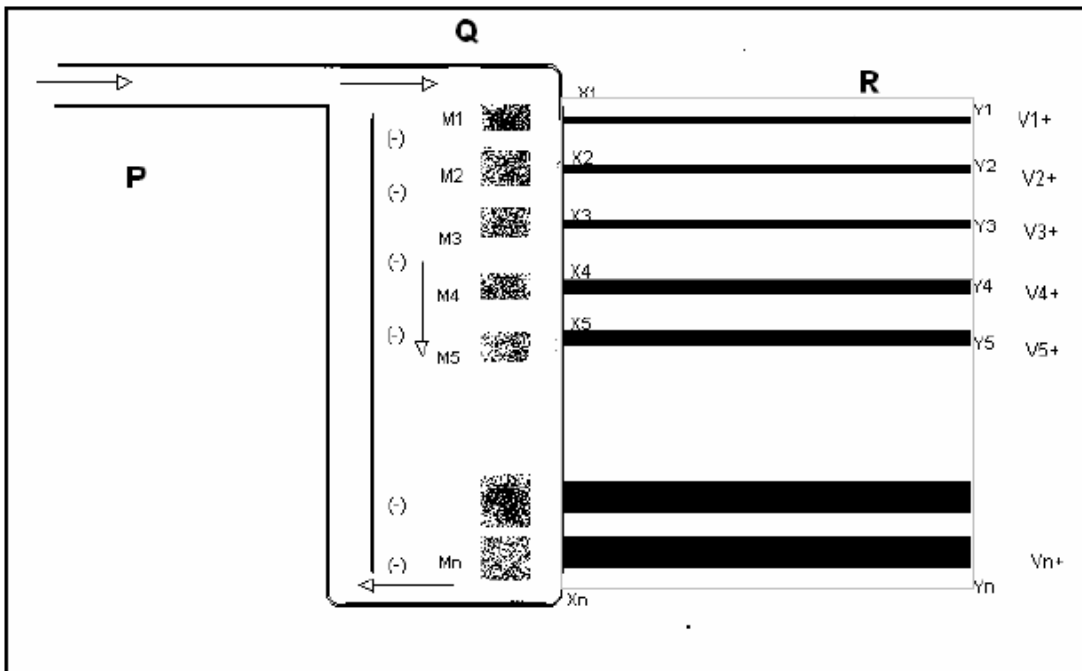 Q
R
P
X1
Y1
M1
(-)
V1+
X2
Y2
M2
(-)
V2+
X3
Y3
M3
(-)
V3+
X4
Y4
M4
V4+
X5
(-)
Y5
M5
V5+
(-)
(-)
Mn
Vn+
Xn
Yn